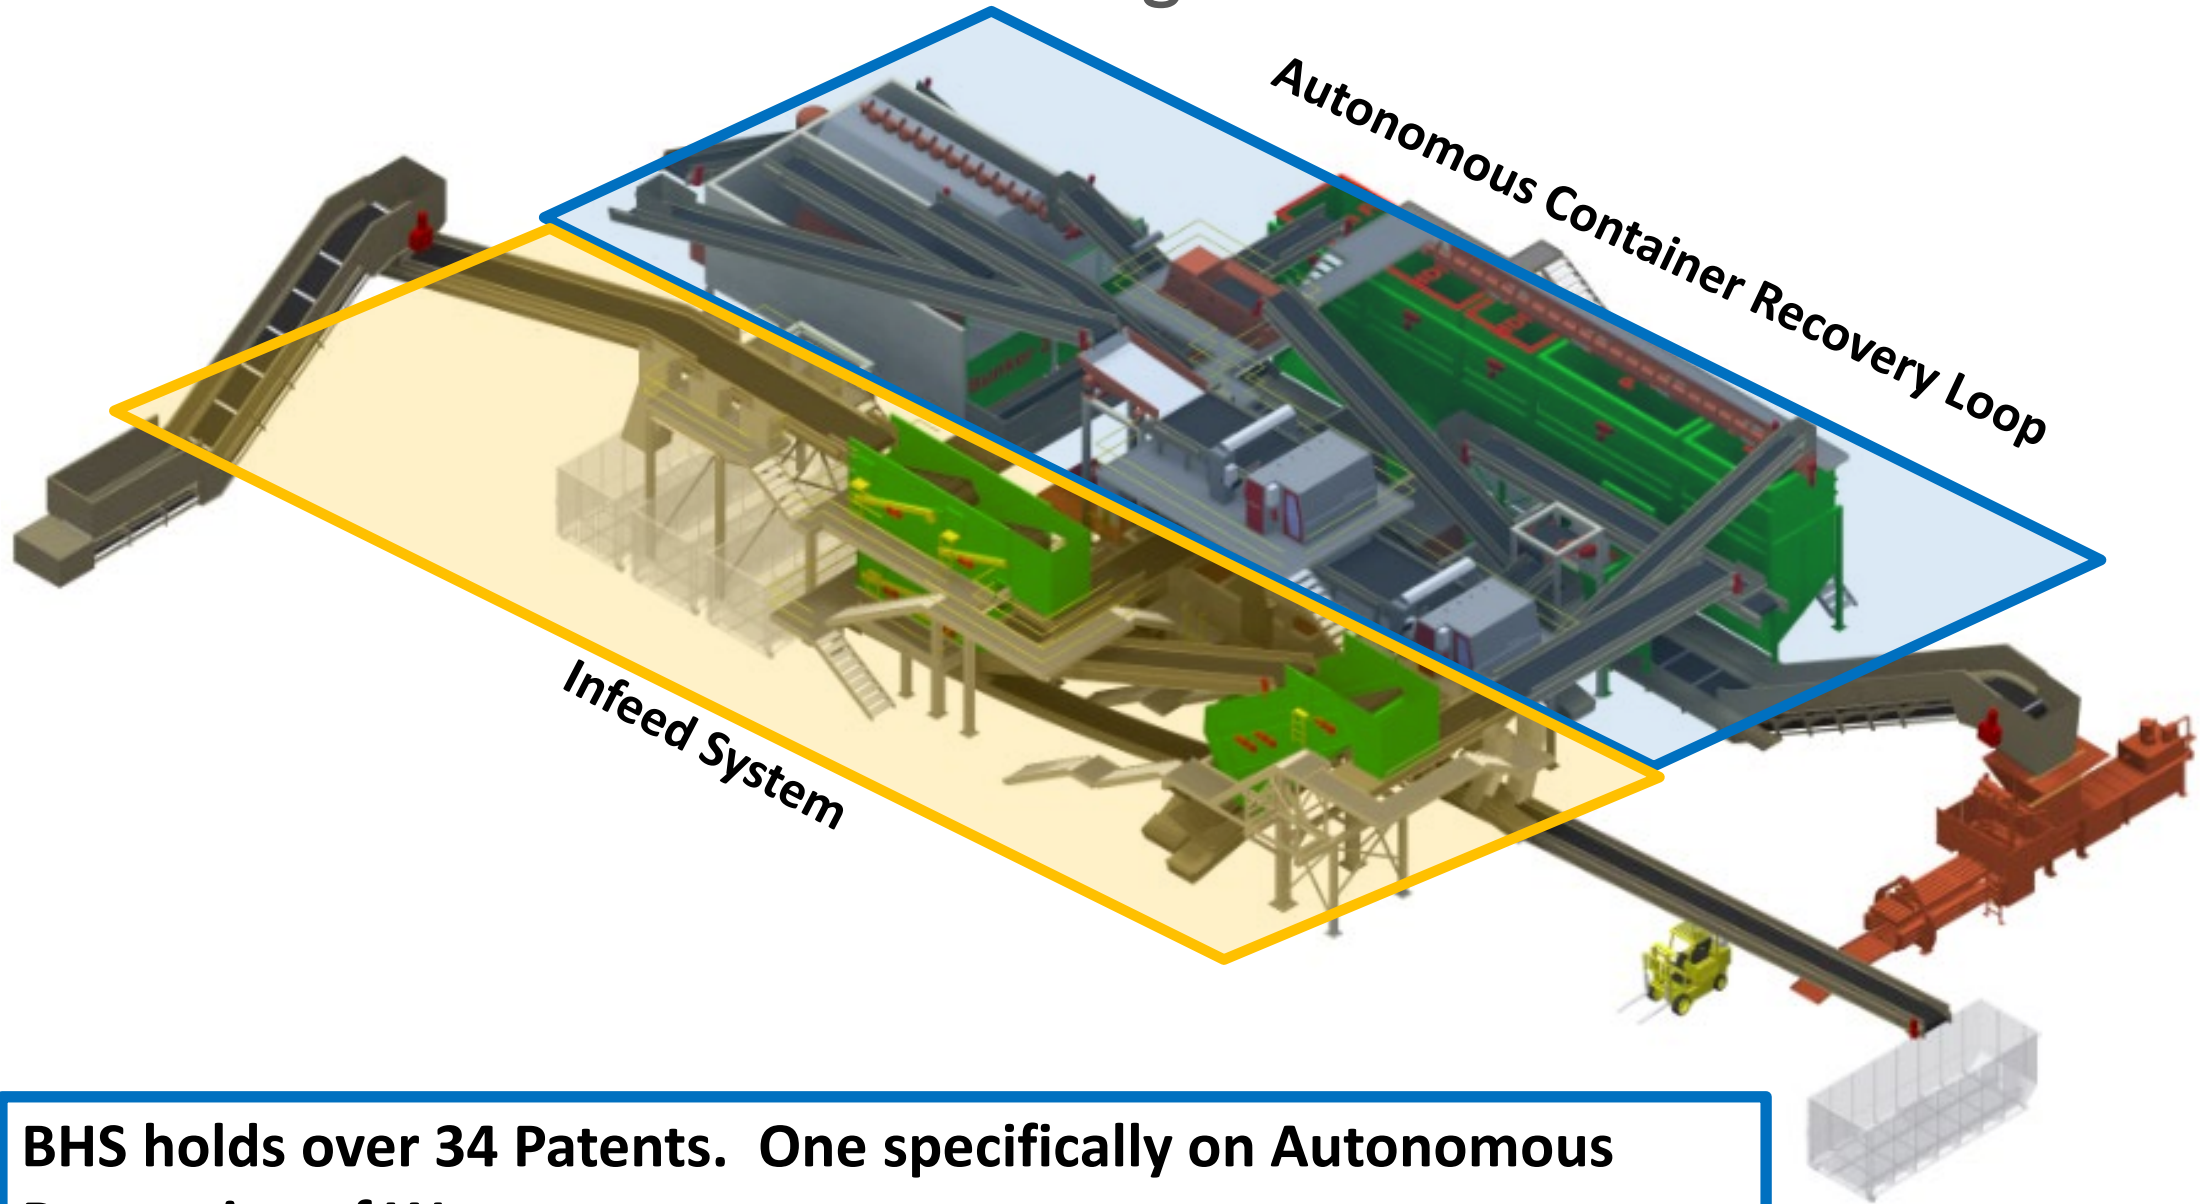 Autonomous Container Recovery Loop
Infeed System
BHS holds over 34 Patents.  One specifically on Autonomous